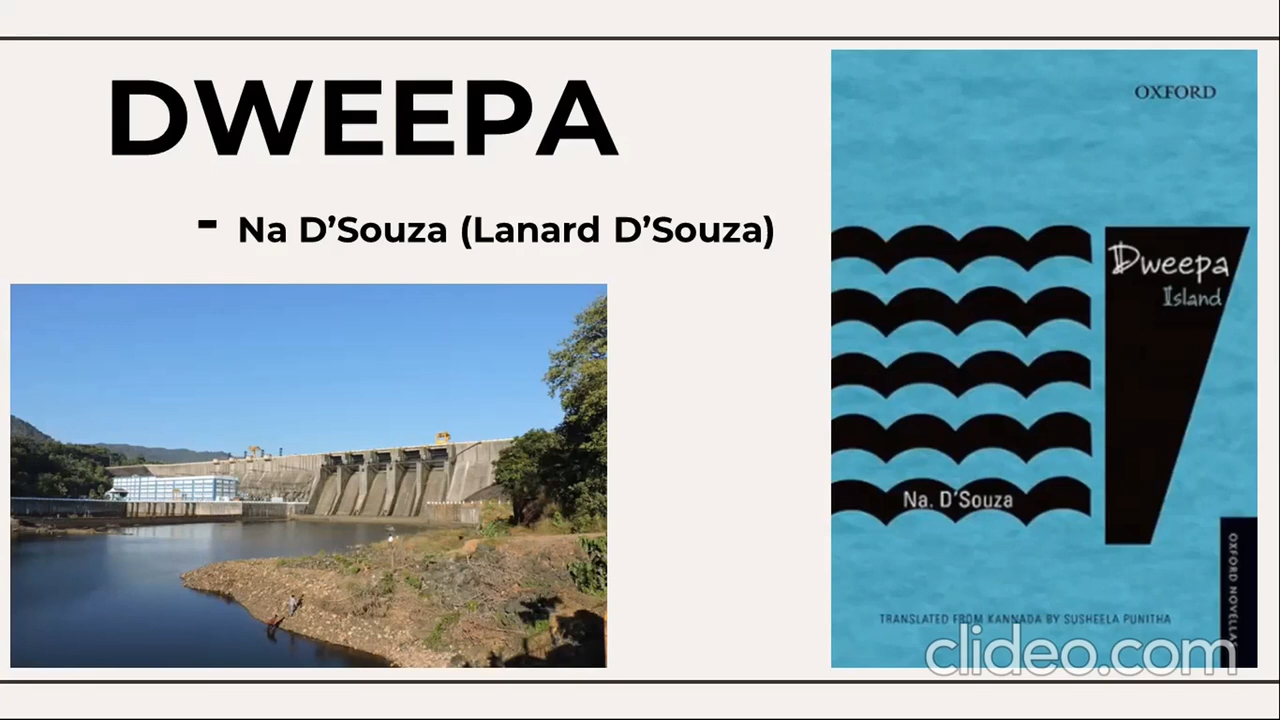 DWEEPA
- Na D’Souza (Lanard D’Souza)
OXFORD
Dweepa
Island
Na. D’Souza
OXFORD NOVELLAS
TRANSLATED FROM KANNADA BY SUSHEELA PUNITHA
clideo.com